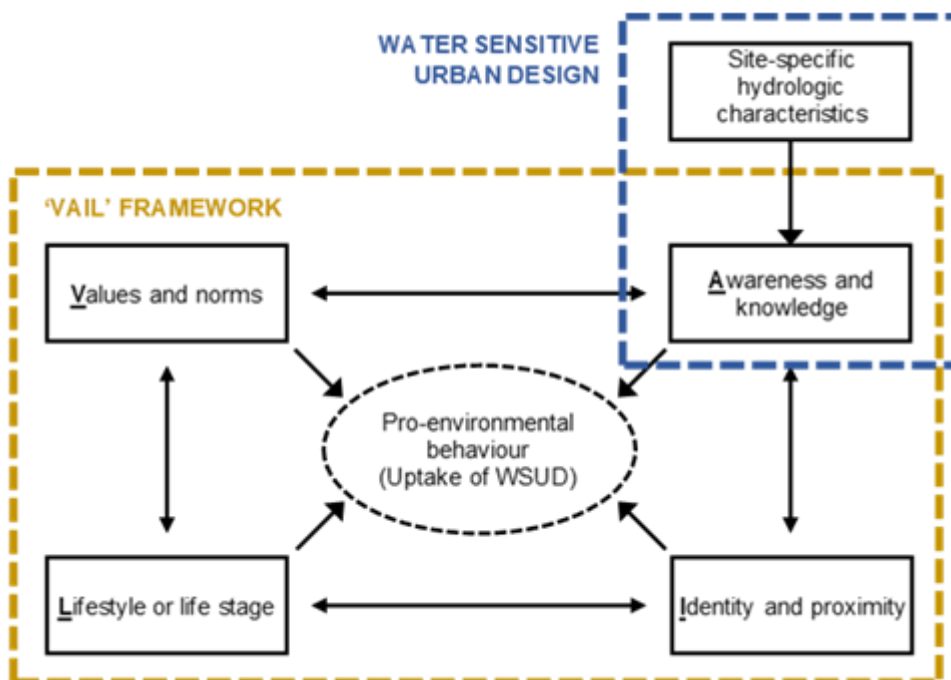 WATER SENSITIVE
URBAN DESIGN
Site-specific
hydrologic
characteristics
‘VAIL’ FRAMEWORK
Values and norms
Awareness and
knowledge
Pro-environmental
behaviour
(Uptake of WSUD)
Lifestyle or life stage
Identity and proximity